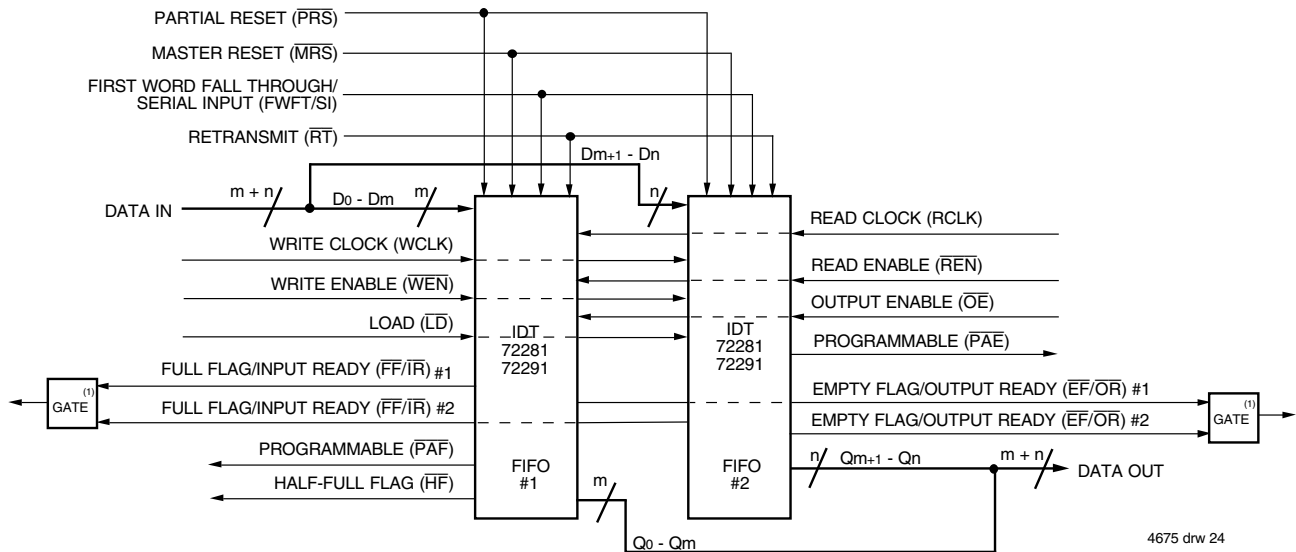 PARTIAL RESET (PRS)
MASTER RESET (MRS)
FIRST WORD FALL THROUGH/
SERIAL INPUT (FWFT/SI)
RETRANSMIT (RT)
Dm+1 - Dn
m + n
D0 - Dm
m
n
DATA IN
READ CLOCK (RCLK)
WRITE CLOCK (WCLK)
READ ENABLE (REN)
WRITE ENABLE (WEN)
OUTPUT ENABLE (OE)
LOAD (LD)
IDT
72281
72291
IDT
72281
72291
PROGRAMMABLE (PAE)
FULL FLAG/INPUT READY (FF/IR) #1
(1)
GATE
FULL FLAG/INPUT READY (FF/IR) #2
EMPTY FLAG/OUTPUT READY (EF/OR) #1
EMPTY FLAG/OUTPUT READY (EF/OR) #2
(1)
GATE
PROGRAMMABLE (PAF)
HALF-FULL FLAG (HF)
FIFO
#1
m
FIFO
#2
n
Qm+1 - Qn
m + n
DATA OUT
Q0 - Qm
4675 drw 24